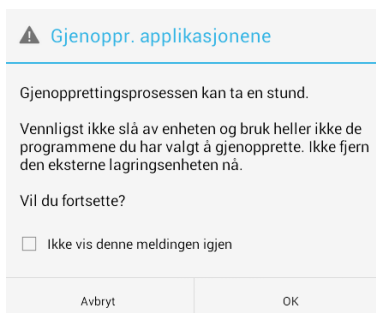 Gjenoppr. applikasjonene
Gjenopprettingsprosessen kan ta en stund.
Vennligst ikke slå av enheten og bruk heller ikke de
programmene du har valgt å gjenopprette. Ikke fjern
den eksterne lagringsenheten nå.
Vil du fortsette?
Ikke vis denne meldingen igjen
Avbryt OK